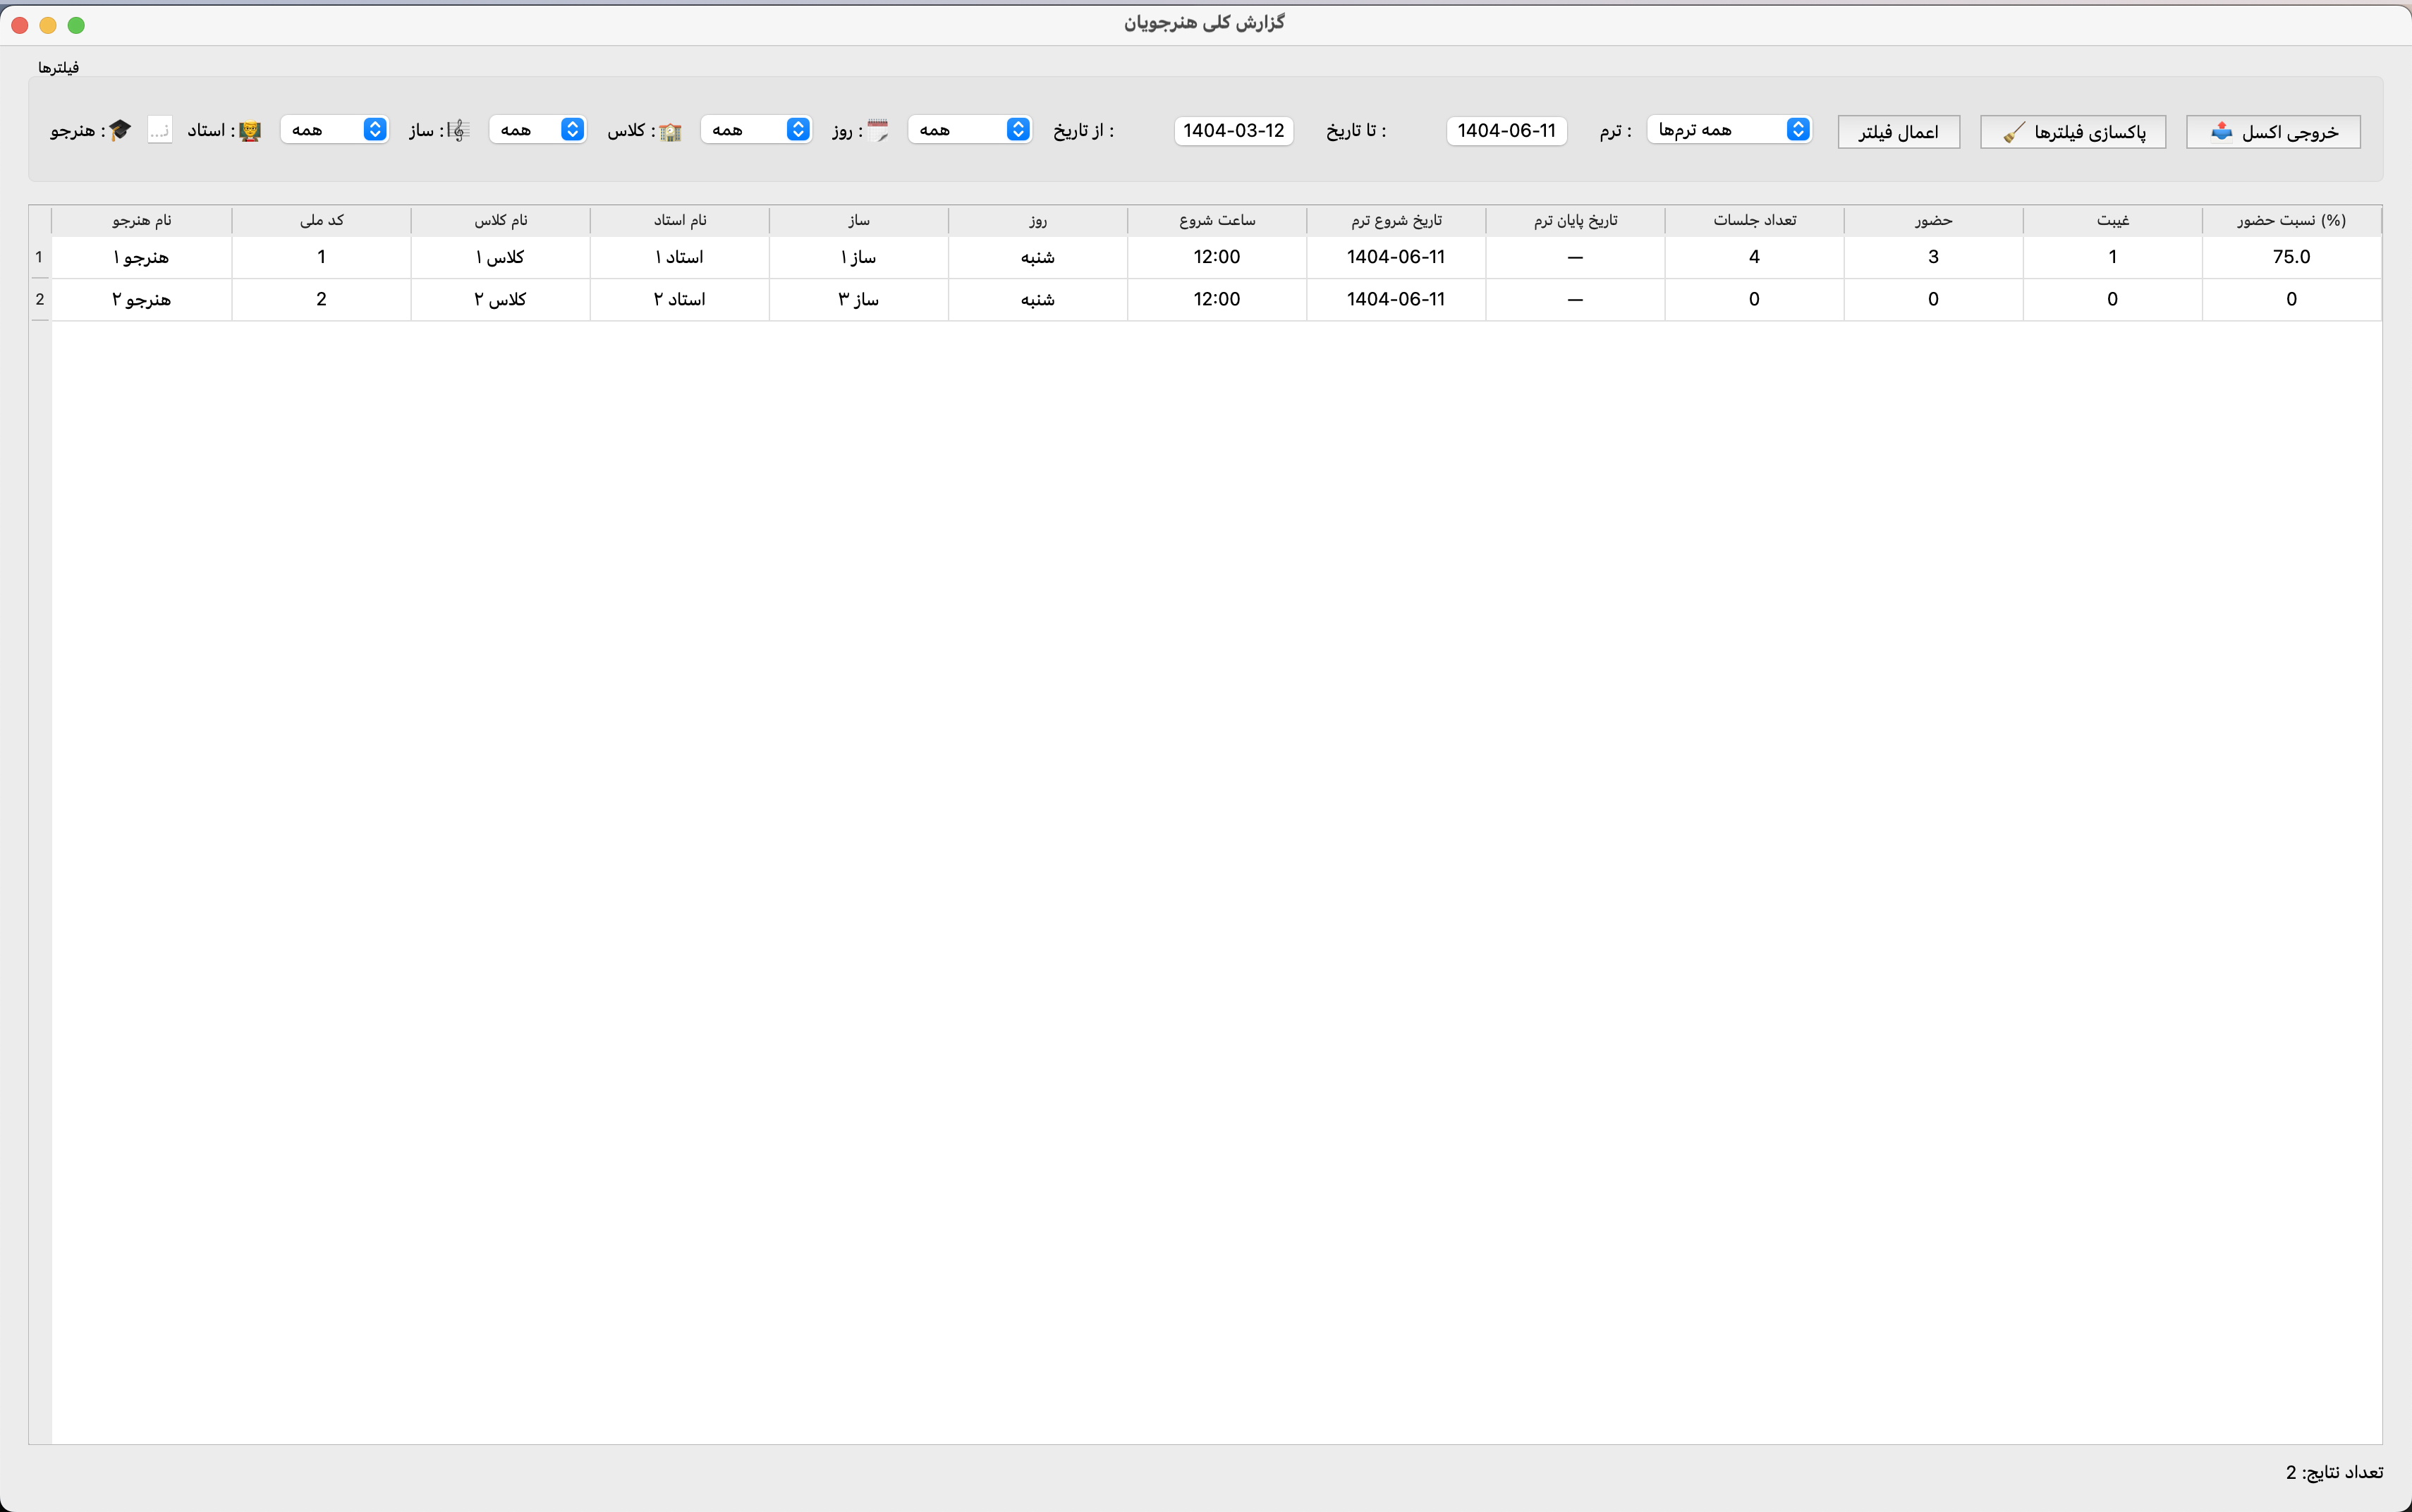 گزارش کلی هنرجویان
فیلترها
هنرجو : نـ... استاد : همه ساز : همه کلاس : همه روز : همه از تاریخ : 1404-03-12 تا تاریخ : 1404-06-11 ترم : همه ترم‌ها اعمال فیلتر پاکسازی فیلترها خروجی اکسل
نام هنرجو کد ملی نام کلاس نام استاد ساز روز ساعت شروع تاریخ شروع ترم تاریخ پایان ترم تعداد جلسات حضور غیبت نسبت حضور (%)
1 هنرجو ۱ 1 کلاس ۱ استاد ۱ ساز ۱ شنبه 12:00 1404-06-11 — 4 3 1 75.0
2 هنرجو ۲ 2 کلاس ۲ استاد ۲ ساز ۳ شنبه 12:00 1404-06-11 — 0 0 0 0
تعداد نتایج: 2